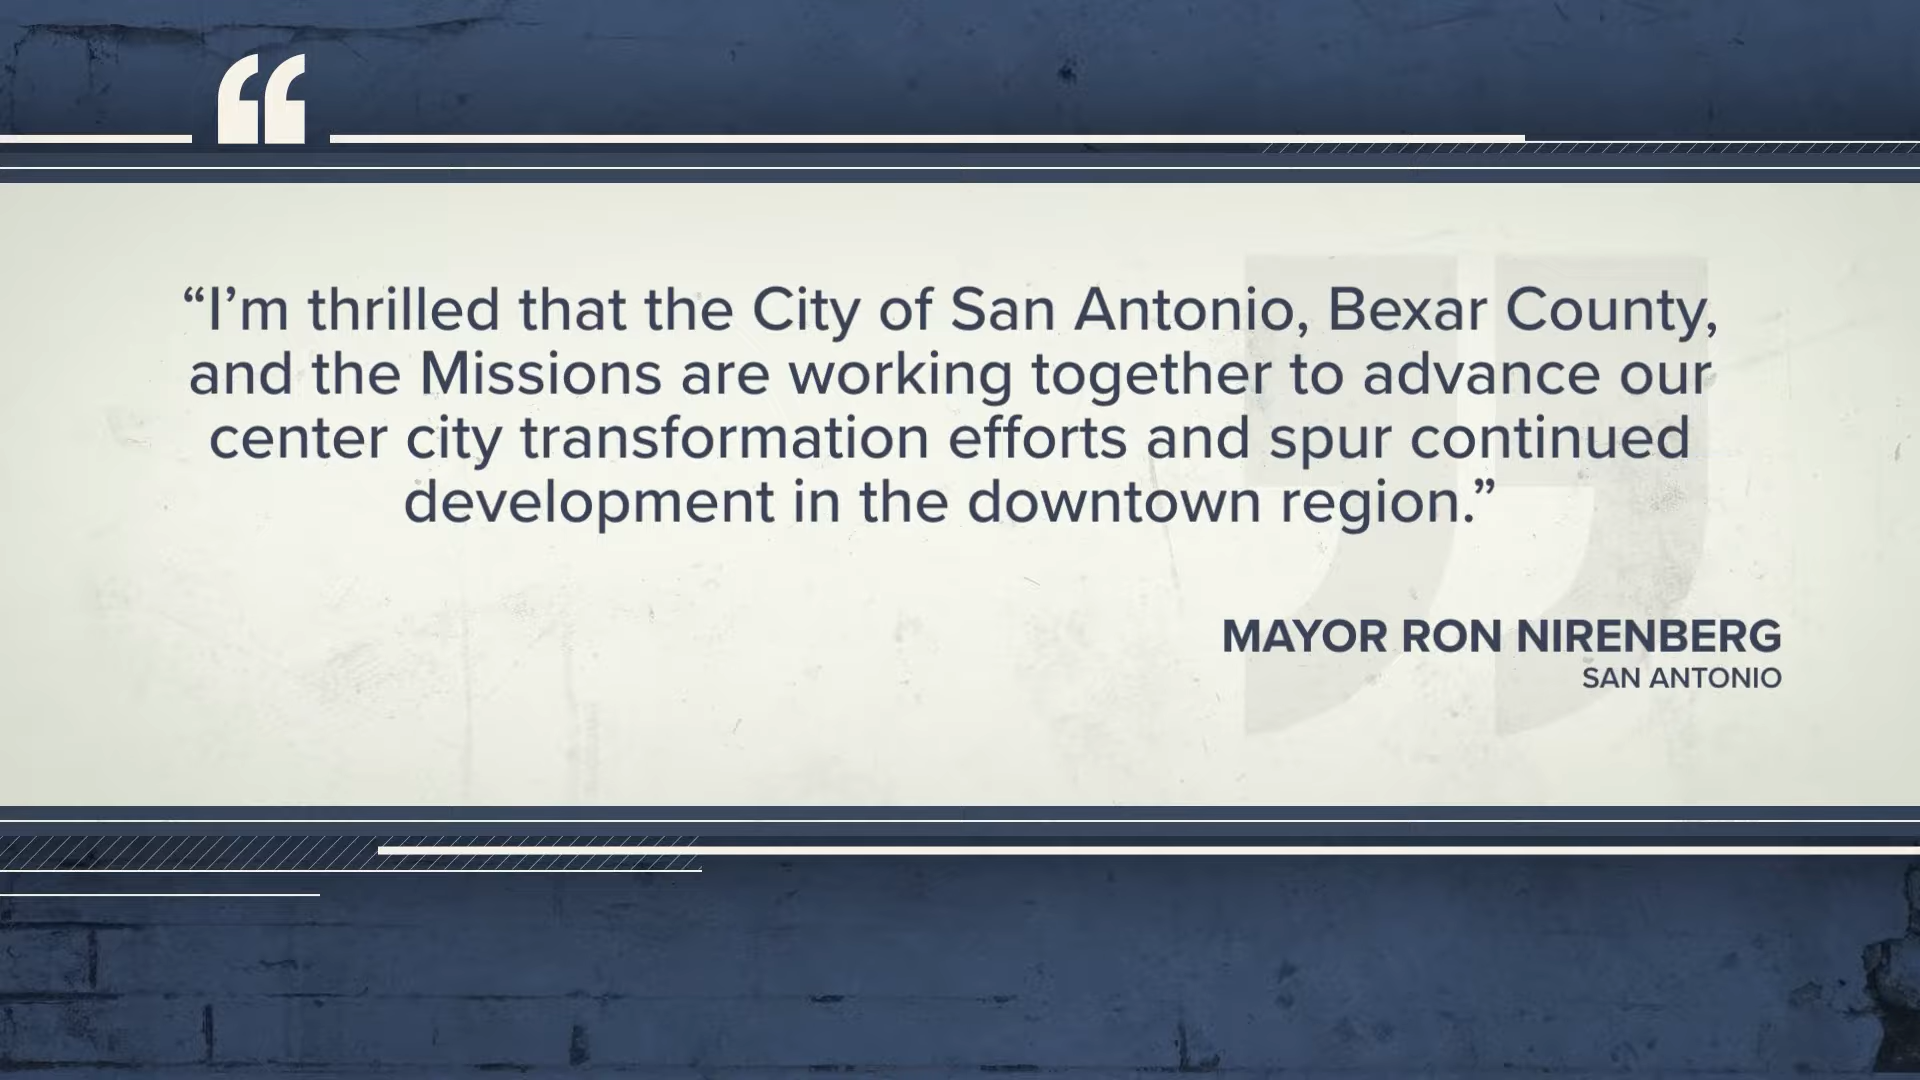 “I’m thrilled that the City of San Antonio, Bexar County,
and the Missions are working together to advance our
center city transformation efforts and spur continued
development in the downtown region.”
MAYOR RON NIRENBERG
SAN ANTONIO